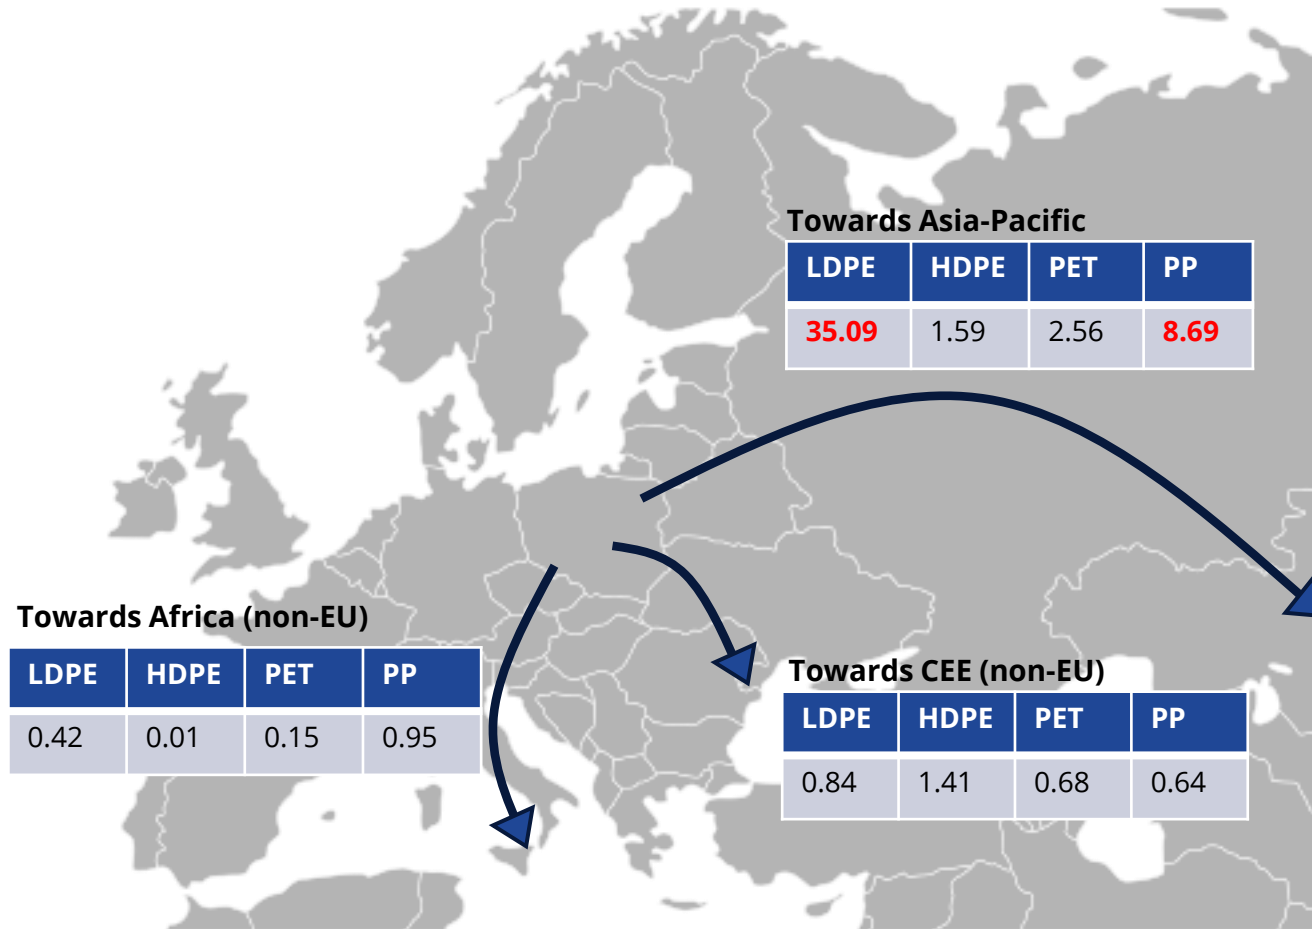 Towards Asia-Pacific
LDPE HDPE PET PP
35.09 1.59 2.56 8.69
Towards Africa (non-EU)
LDPE HDPE PET PP
0.42 0.01 0.15 0.95
Towards CEE (non-EU)
LDPE HDPE PET PP
0.84 1.41 0.68 0.64